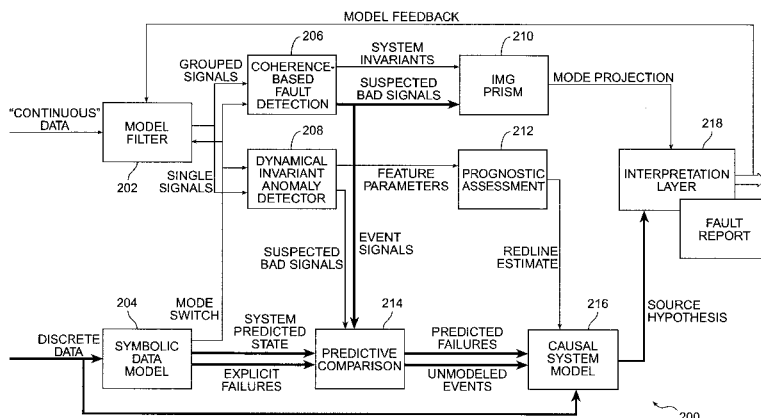 MODEL FEEDBACK
206
SYSTEM
INVARIANTS
210
GROUPED
SIGNALS
COHERENCE-
BASED
FAULT
DETECTION
SUSPECTED
BAD SIGNALS
IMG
PRISM
MODE PROJECTION
"CONTINUOUS"
DATA
MODEL
FILTER
202
208
212
218
SINGLE
SIGNALS
DYNAMICAL
INVARIANT
ANOMALY
DETECTOR
FEATURE
PARAMETERS
PROGNOSTIC
ASSESSMENT
INTERPRETATION
LAYER
FAULT
REPORT
SUSPECTED
BAD SIGNALS
EVENT
SIGNALS
REDLINE
ESTIMATE
SOURCE
HYPOTHESIS
204
MODE
SWITCH
SYSTEM
PREDICTED
STATE
214
PREDICTED
FAILURES
216
DISCRETE
DATA
SYMBOLIC
DATA
MODEL
EXPLICIT
FAILURES
PREDICTIVE
COMPARISON
UNMODELED
EVENTS
CAUSAL
SYSTEM
MODEL
200